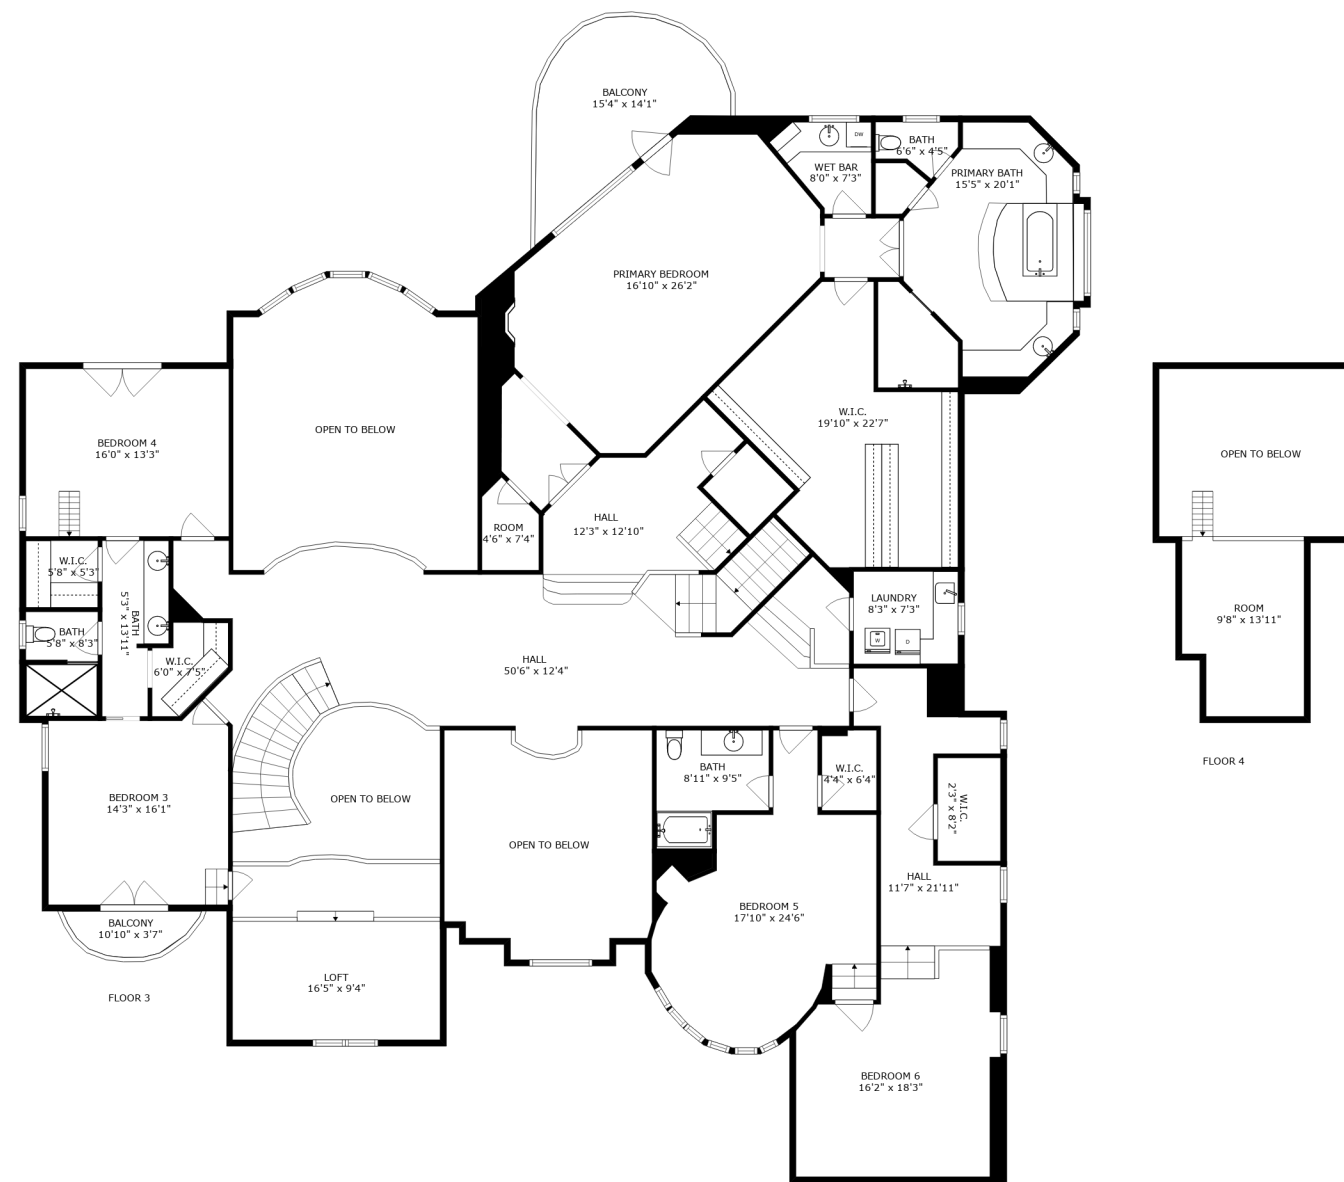 BALCONY
15'4" x 14'1"
DW
BATH
6'6" x 4'5"
WET BAR
8'0" x 7'3"
PRIMARY BATH
15'5" x 20'1"
PRIMARY BEDROOM
16'10" x 26'2"
W.I.C.
19'10" x 22'7"
OPEN TO BELOW
BEDROOM 4
16'0" x 13'3"
OPEN TO BELOW
HALL
12'3" x 12'10"
ROOM
4'6" x 7'4"
W.I.C.
5'8" x 5'3"
BATH
5'3" x 13'11"
BATH
5'8" x 8'3"
W.I.C.
6'0" x 7'5"
LAUNDRY
8'3" x 7'3"
W
D
HALL
50'6" x 12'4"
ROOM
9'8" x 13'11"
FLOOR 4
BATH
8'11" x 9'5"
W.I.C.
4'4" x 6'4"
W.I.C.
2'3" x 8'2"
BEDROOM 3
14'3" x 16'1"
OPEN TO BELOW
OPEN TO BELOW
HALL
11'7" x 21'11"
BEDROOM 5
17'10" x 24'6"
BALCONY
10'10" x 3'7"
LOFT
16'5" x 9'4"
FLOOR 3
BEDROOM 6
16'2" x 18'3"